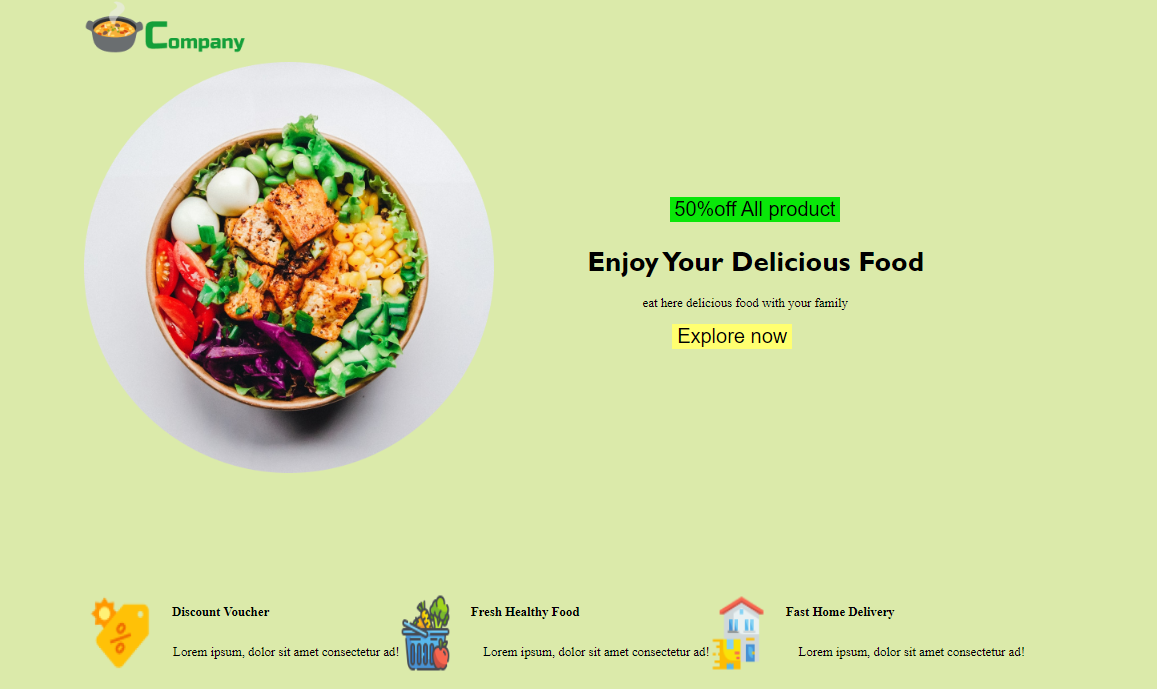 Company
50%off All product
Enjoy Your Delicious Food
eat here delicious food with your family
Explore now
%
Discount Voucher
Lorem ipsum, dolor sit amet consectetur ad!
Fresh Healthy Food
Lorem ipsum, dolor sit amet consectetur ad!
Fast Home Delivery
Lorem ipsum, dolor sit amet consectetur ad!